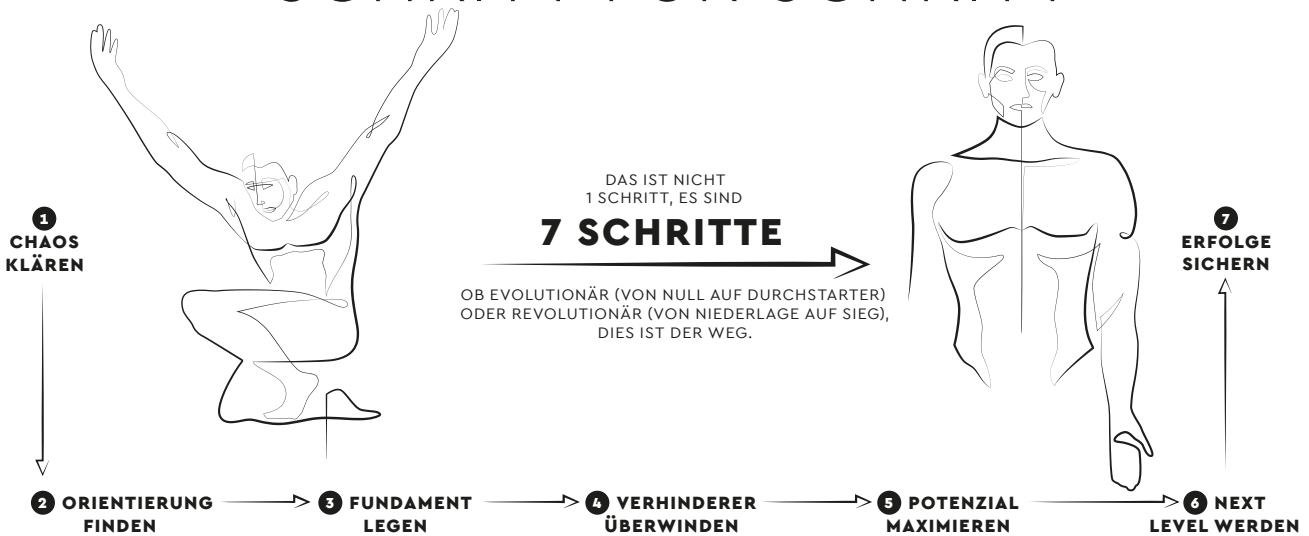 DAS IST NICHT
1 SCHRITT, ES SIND
7 SCHRITTE
OB EVOLUTIONÄR (VON NULL AUF DURCHSTARTER)
ODER REVOLUTIONÄR (VON NIEDERLAGE AUF SIEG),
DIES IST DER WEG.
1
CHAOS
KLÄREN
2 ORIENTIERUNG
FINDEN
3 FUNDAMENT
LEGEN
4 VERHINDERER
ÜBERWINDEN
5 POTENZIAL
MAXIMIEREN
6 NEXT
LEVEL WERDEN
7
ERFOLGE
SICHERN